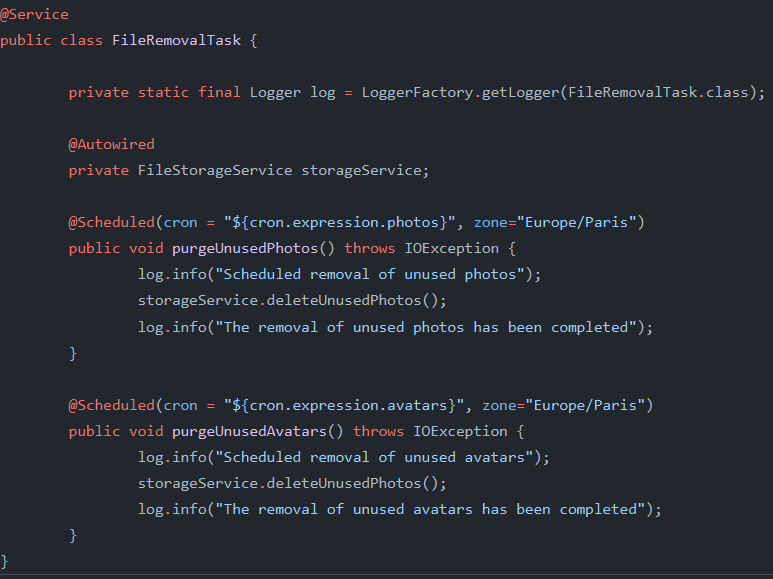 @Service
public class FileRemovalTask {
private static final Logger log = LoggerFactory.getLogger(FileRemovalTask.class);
@Autowired
private FileStorageService storageService;
@Scheduled(cron = "${cron.expression.photos}", zone="Europe/Paris")
public void purgeUnusedPhotos() throws IOException {
log.info("Scheduled removal of unused photos");
storageService.deleteUnusedPhotos();
log.info("The removal of unused photos has been completed");
}
@Scheduled(cron = "${cron.expression.avatars}", zone="Europe/Paris")
public void purgeUnusedAvatars() throws IOException {
log.info("Scheduled removal of unused avatars");
storageService.deleteUnusedPhotos();
log.info("The removal of unused avatars has been completed");
}
}